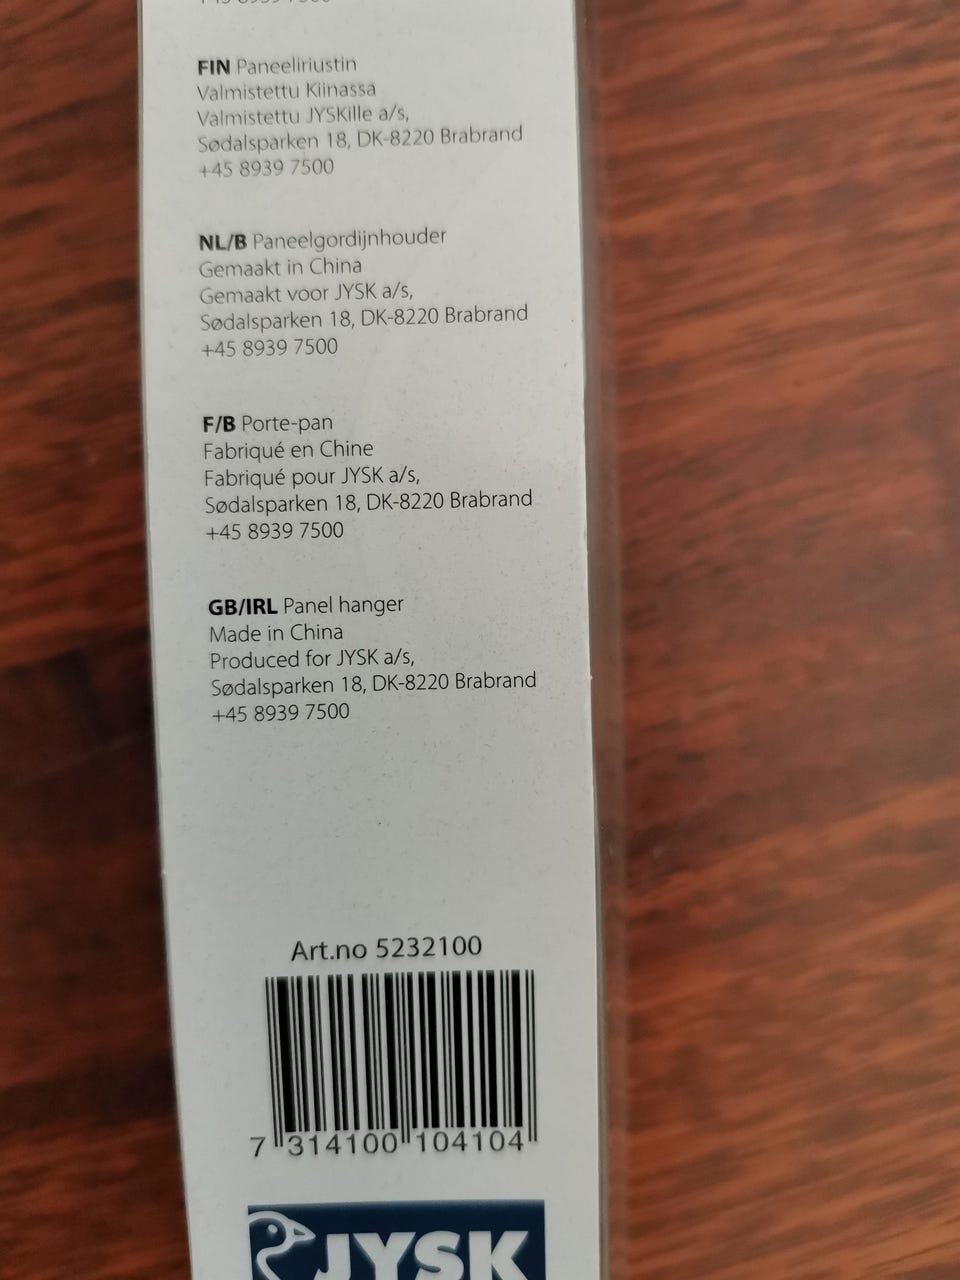 FIN Paneeliriustin
Valmistettu Kiinassa
Valmistettu JYSKille a/s,
Sødalsparken 18, DK-8220 Brabrand
+45 8939 7500
NL/B Paneelgordijnhouder
Gemaakt in China
Gemaakt voor JYSK a/s,
Sødalsparken 18, DK-8220 Brabrand
+45 8939 7500
F/B Porte-pan
Fabriqué en Chine
Fabriqué pour JYSK a/s,
Sødalsparken 18, DK-8220 Brabrand
+45 8939 7500
GB/IRL Panel hanger
Made in China
Produced for JYSK a/s,
Sødalsparken 18, DK-8220 Brabrand
+45 8939 7500
Art.no 5232100
7 314100 104104
JYSK